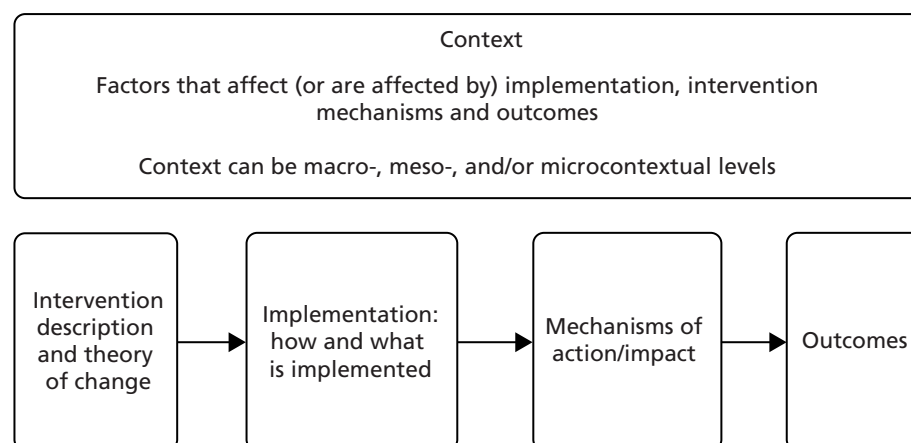 Context
Factors that affect (or are affected by) implementation, intervention
mechanisms and outcomes
Context can be macro-, meso-, and/or microcontextual levels
Intervention
description
and theory
of change
Implementation:
how and what
is implemented
Mechanisms of
action/impact
Outcomes